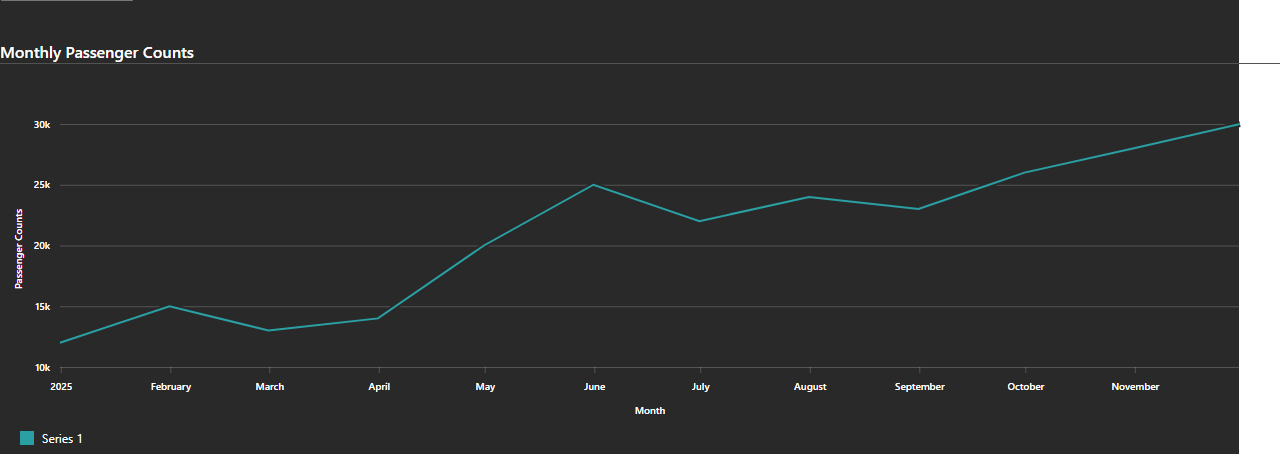 Monthly Passenger Counts
30k
25k
20k
15k
10k
Passenger Counts
2025 February March April May June July August September October November
Month
Series 1